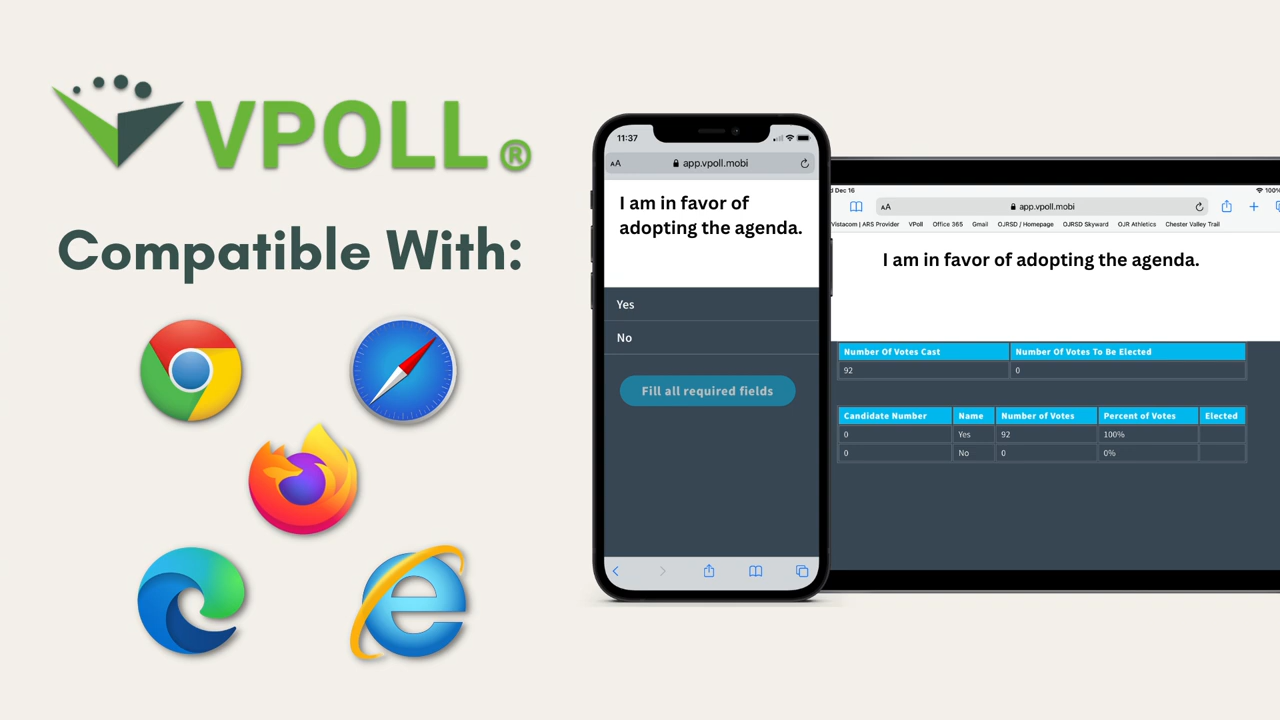 VPOLL®
Compatible With:
11:37
AA app.vpoll.mobi
I am in favor of
adopting the agenda.
Yes
No
Fill all required fields
d Dec 16
100%
AA app.vpoll.mobi
Vistacom | ARS Provider VPoll Office 365 Gmail OJRSD / Homepage OJRSD Skyward OJR Athletics Chester Valley Trail
I am in favor of adopting the agenda.
Number Of Votes Cast Number Of Votes To Be Elected
92 0
Candidate Number Name Number of Votes Percent of Votes Elected
0 Yes 92 100%
0 No 0 0%